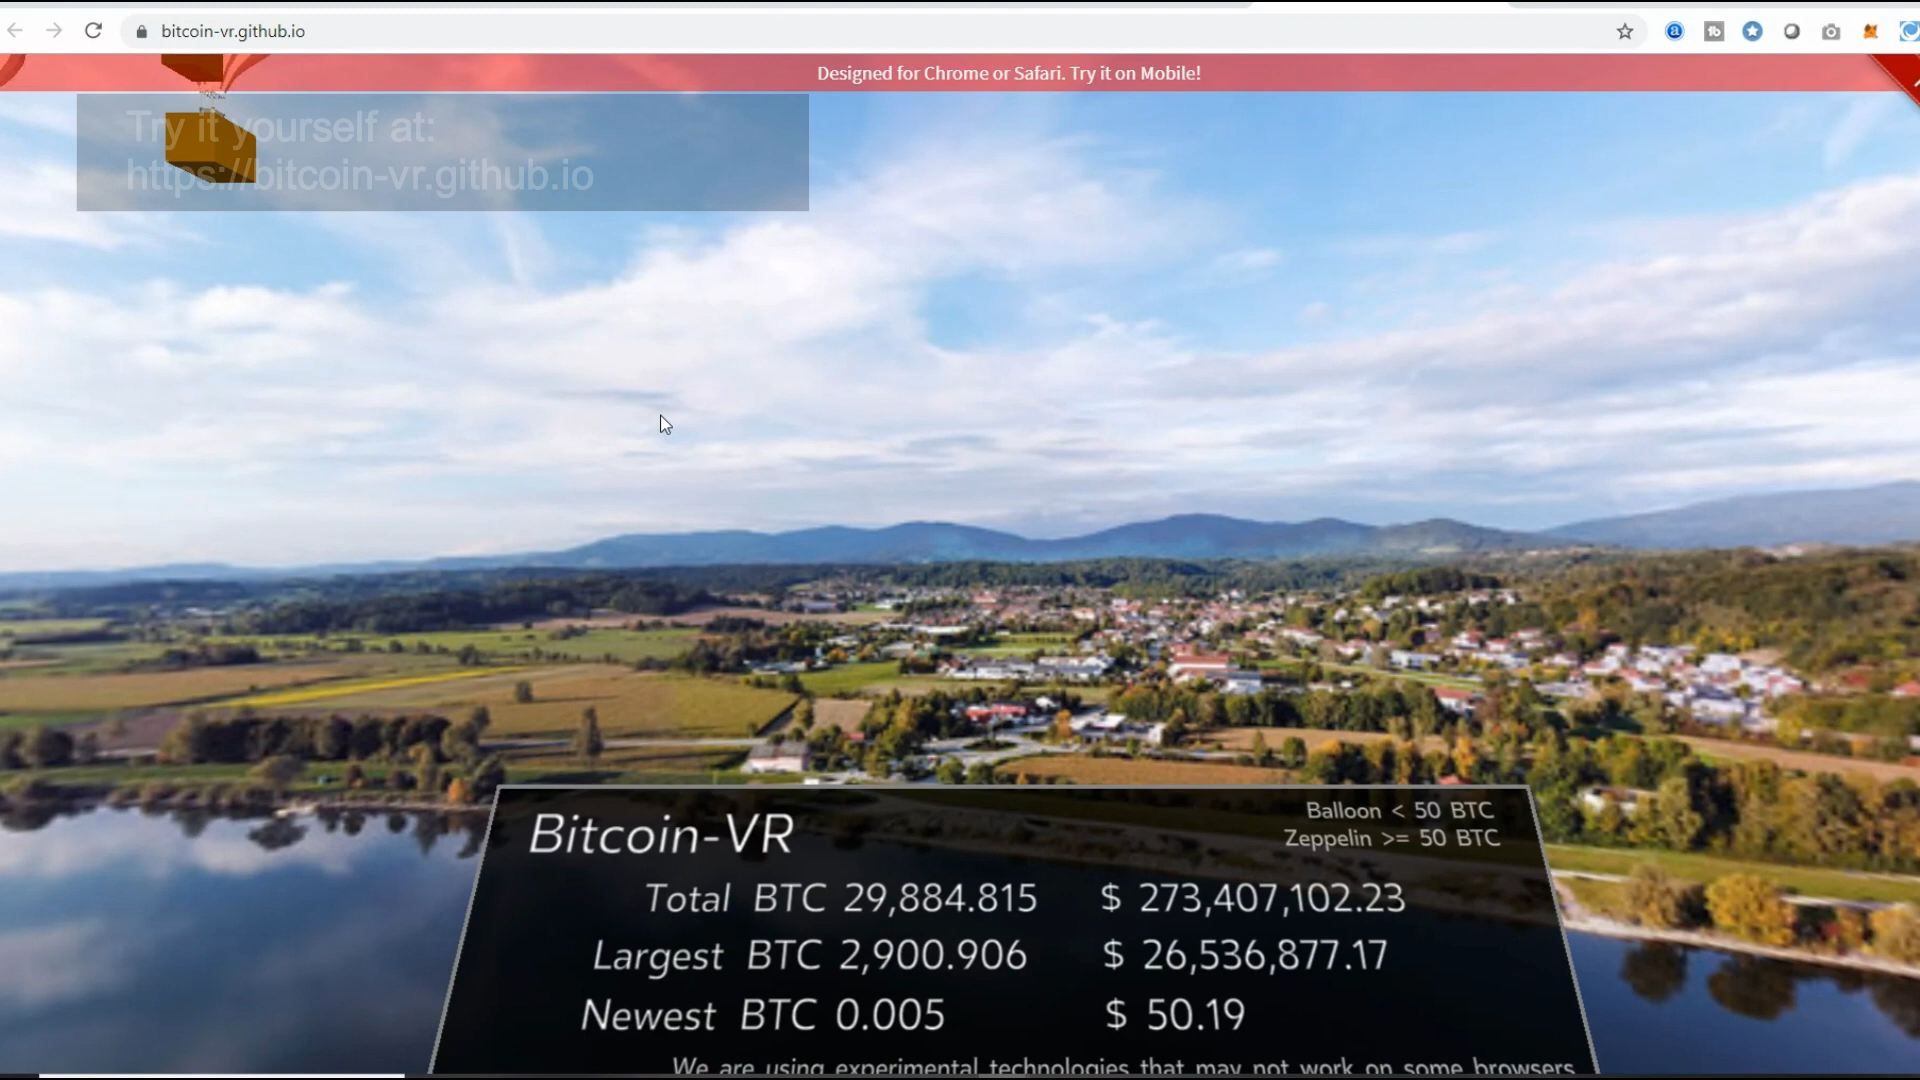 bitcoin-vr.github.io
Designed for Chrome or Safari. Try it on Mobile!
Try it yourself at:
https://bitcoin-vr.github.io
Balloon < 50 BTC
Zeppelin >= 50 BTC
Bitcoin-VR
Total BTC 29,884.815 $ 273,407,102.23
Largest BTC 2,900.906 $ 26,536,877.17
Newest BTC 0.005 $ 50.19
We are using experimental technologies that may not work on some browsers